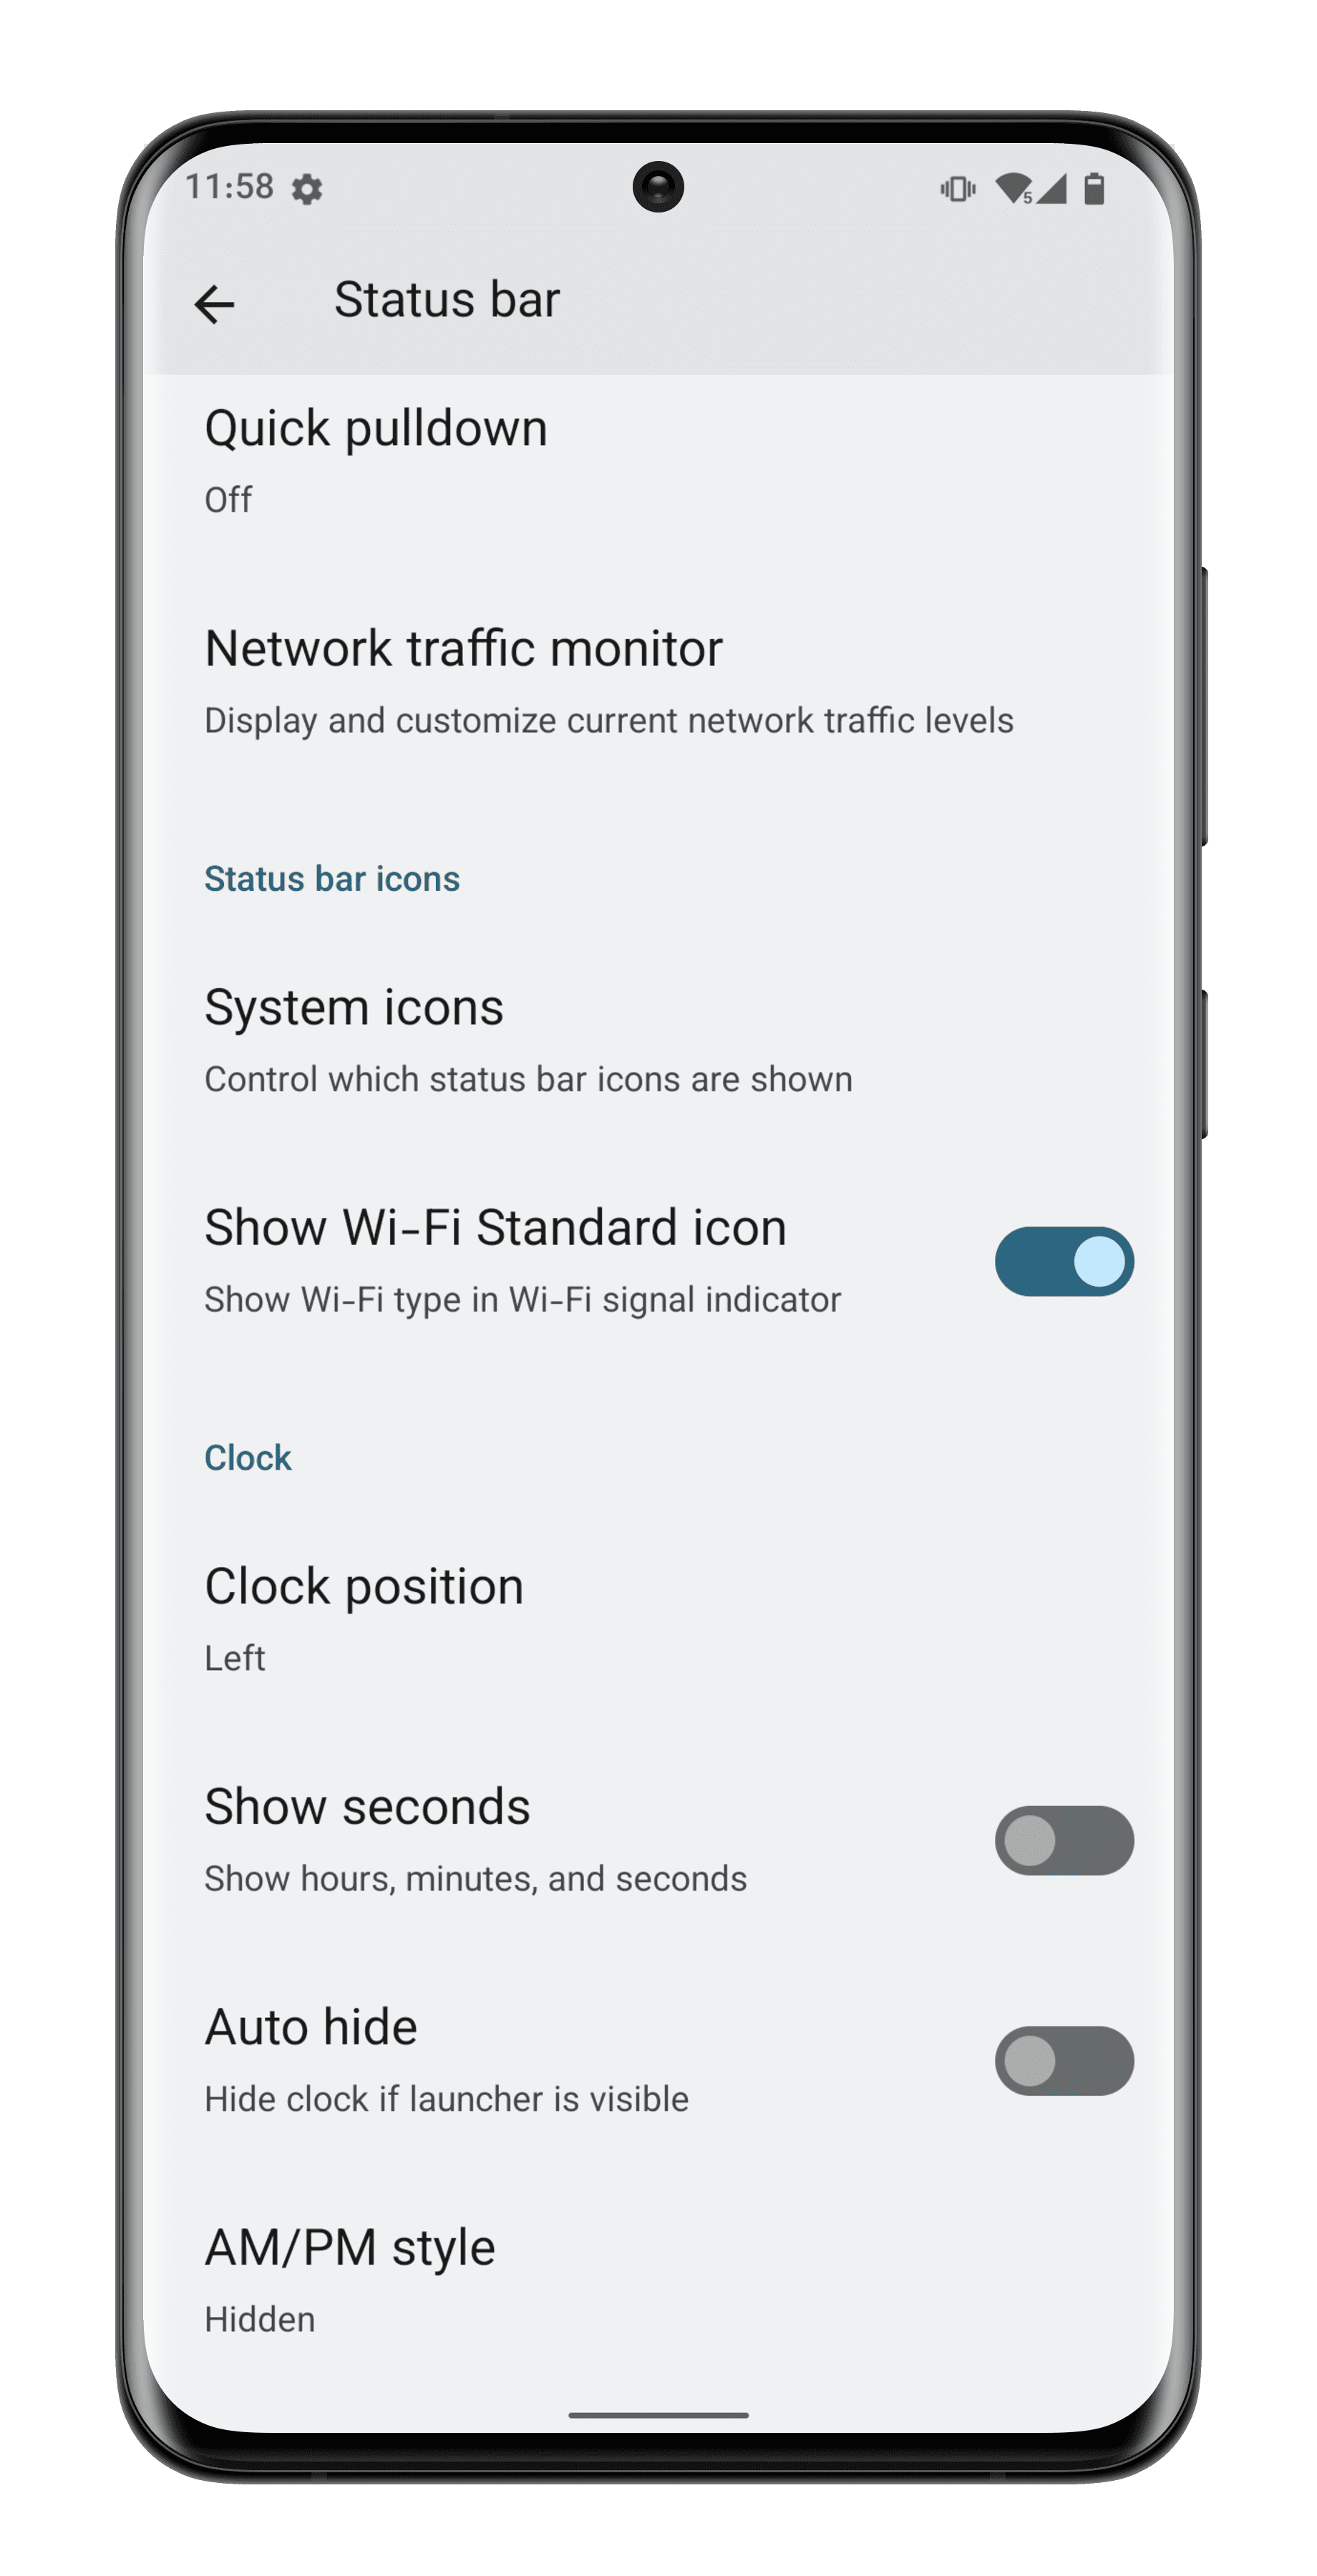 11:58
5
Status bar
Quick pulldown
Off
Network traffic monitor
Display and customize current network traffic levels
Status bar icons
System icons
Control which status bar icons are shown
Show Wi-Fi Standard icon
Show Wi-Fi type in Wi-Fi signal indicator
Clock
Clock position
Left
Show seconds
Show hours, minutes, and seconds
Auto hide
Hide clock if launcher is visible
AM/PM style
Hidden